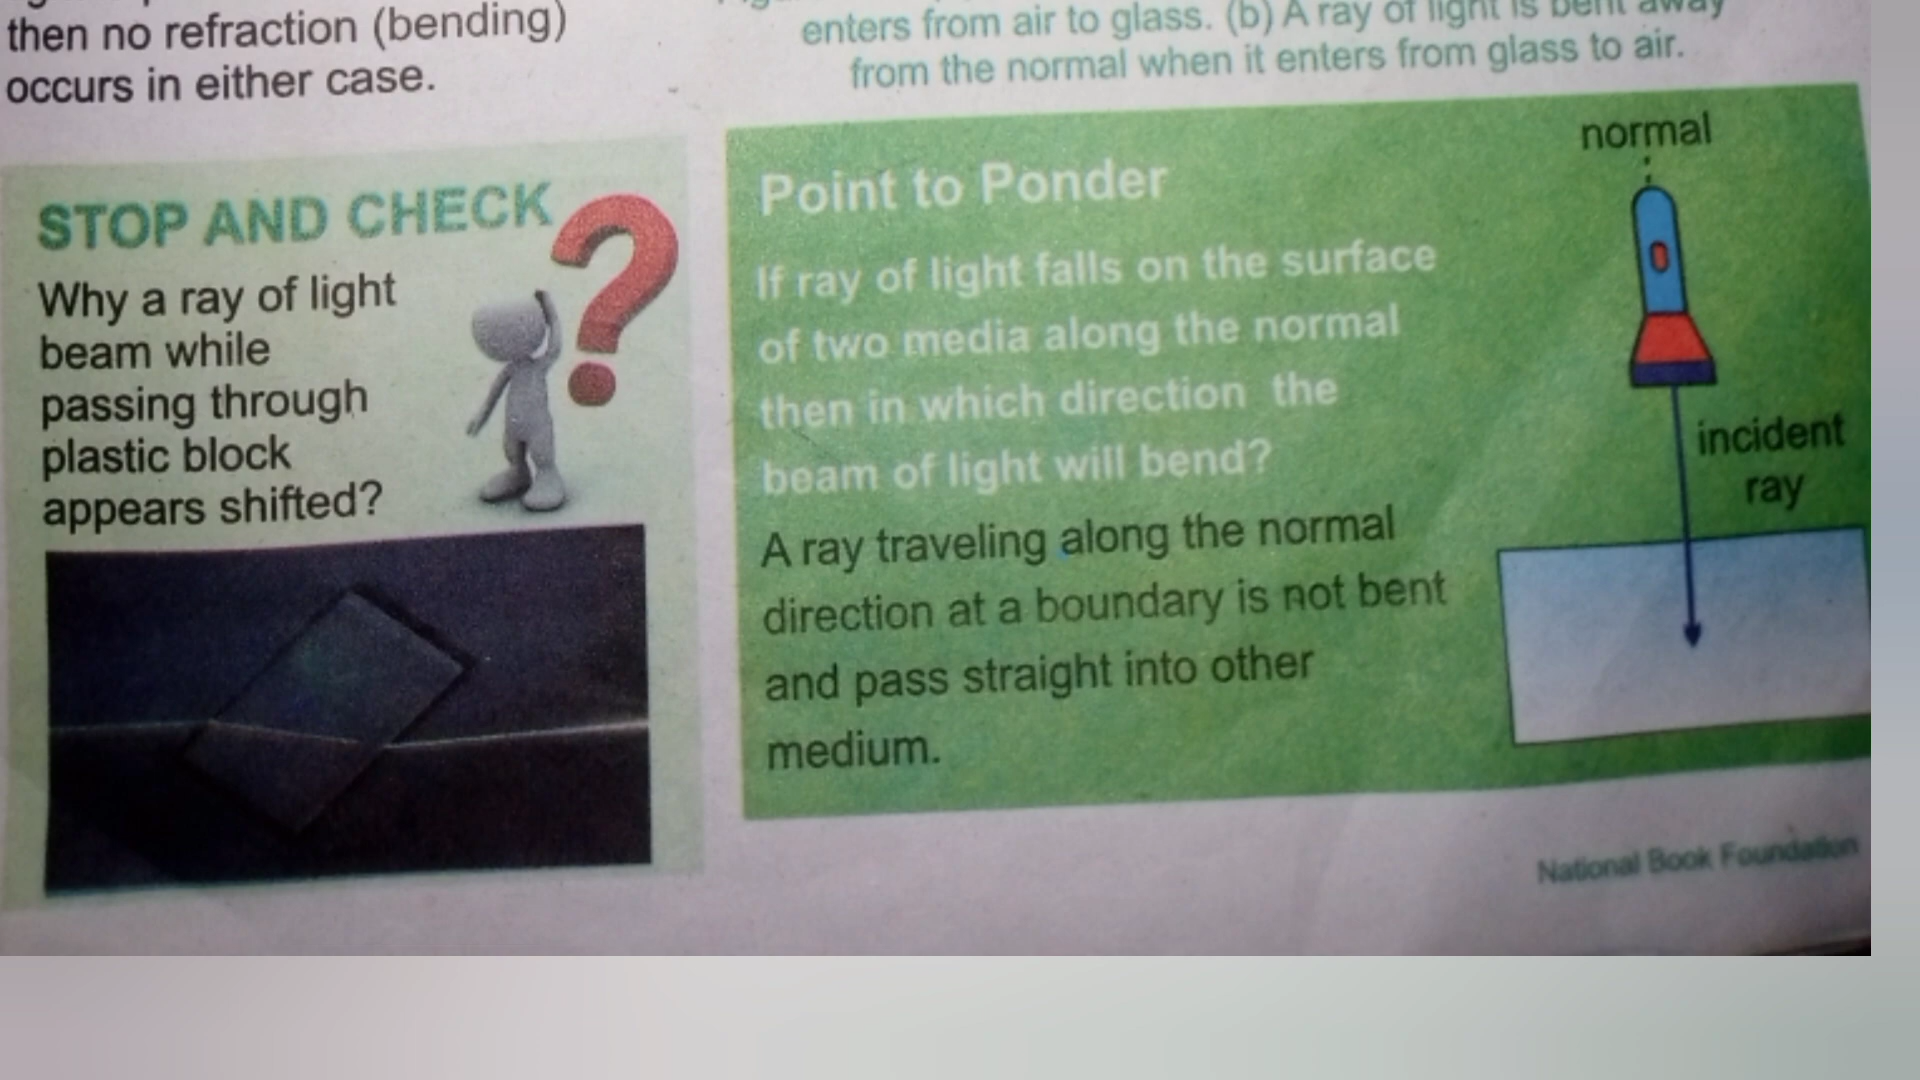 then no refraction (bending)
occurs in either case.
enters from air to glass. (b) A ray of light is bent away
from the normal when it enters from glass to air.
STOP AND CHECK
Why a ray of light
beam while
passing through
plastic block
appears shifted?
?
Point to Ponder
If ray of light falls on the surface
of two media along the normal
then in which direction the
beam of light will bend?
A ray traveling along the normal
direction at a boundary is not bent
and pass straight into other
medium.
normal
incident
ray
National Book Foundation